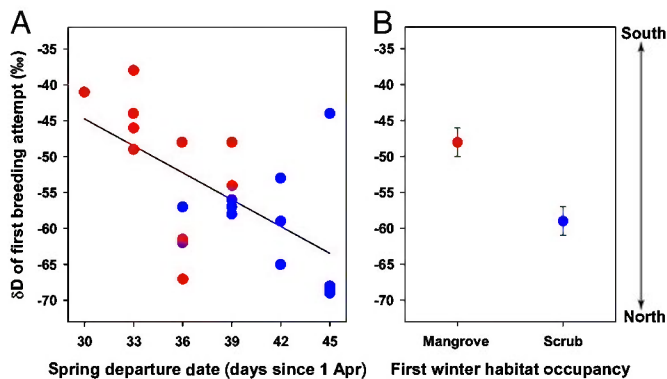 A
B
δD of first breeding attempt (‰)
-35
-40
-45
-50
-55
-60
-65
-70
30 33 36 39 42 45
Spring departure date (days since 1 Apr)
-35
-40
-45
-50
-55
-60
-65
-70
Mangrove Scrub
First winter habitat occupancy
South
North